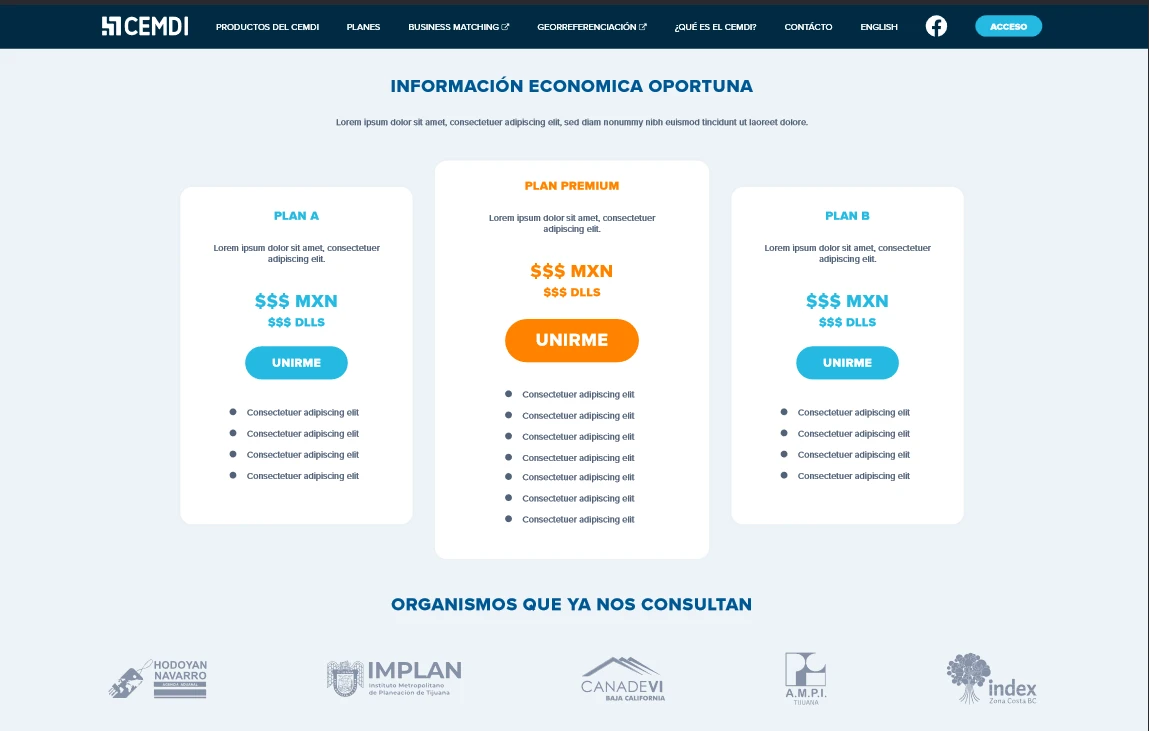 CEMDI
PRODUCTOS DEL CEMDI
PLANES
BUSINESS MATCHING
GEORREFERENCIACIÓN
¿QUÉ ES EL CEMDI?
CONTÁCTO
ENGLISH
ACCESO
INFORMACIÓN ECONOMICA OPORTUNA
Lorem ipsum dolor sit amet, consectetuer adipiscing elit, sed diam nonummy nibh euismod tincidunt ut laoreet dolore.
PLAN A
Lorem ipsum dolor sit amet, consectetuer
adipiscing elit.
$$$ MXN
$$$ DLLS
UNIRME
Consectetuer adipiscing elit
Consectetuer adipiscing elit
Consectetuer adipiscing elit
Consectetuer adipiscing elit
PLAN PREMIUM
Lorem ipsum dolor sit amet, consectetuer
adipiscing elit.
$$$ MXN
$$$ DLLS
UNIRME
Consectetuer adipiscing elit
Consectetuer adipiscing elit
Consectetuer adipiscing elit
Consectetuer adipiscing elit
Consectetuer adipiscing elit
Consectetuer adipiscing elit
Consectetuer adipiscing elit
PLAN B
Lorem ipsum dolor sit amet, consectetuer
adipiscing elit.
$$$ MXN
$$$ DLLS
UNIRME
Consectetuer adipiscing elit
Consectetuer adipiscing elit
Consectetuer adipiscing elit
Consectetuer adipiscing elit
ORGANISMOS QUE YA NOS CONSULTAN
HODOYAN
NAVARRO
IMPLAN
Instituto Metropolitano
de Planeacion de Tijuana
CANADEVI
BAJA CALIFORNIA
A.M.P.I.
TIJUANA
index
Zona Costa BC